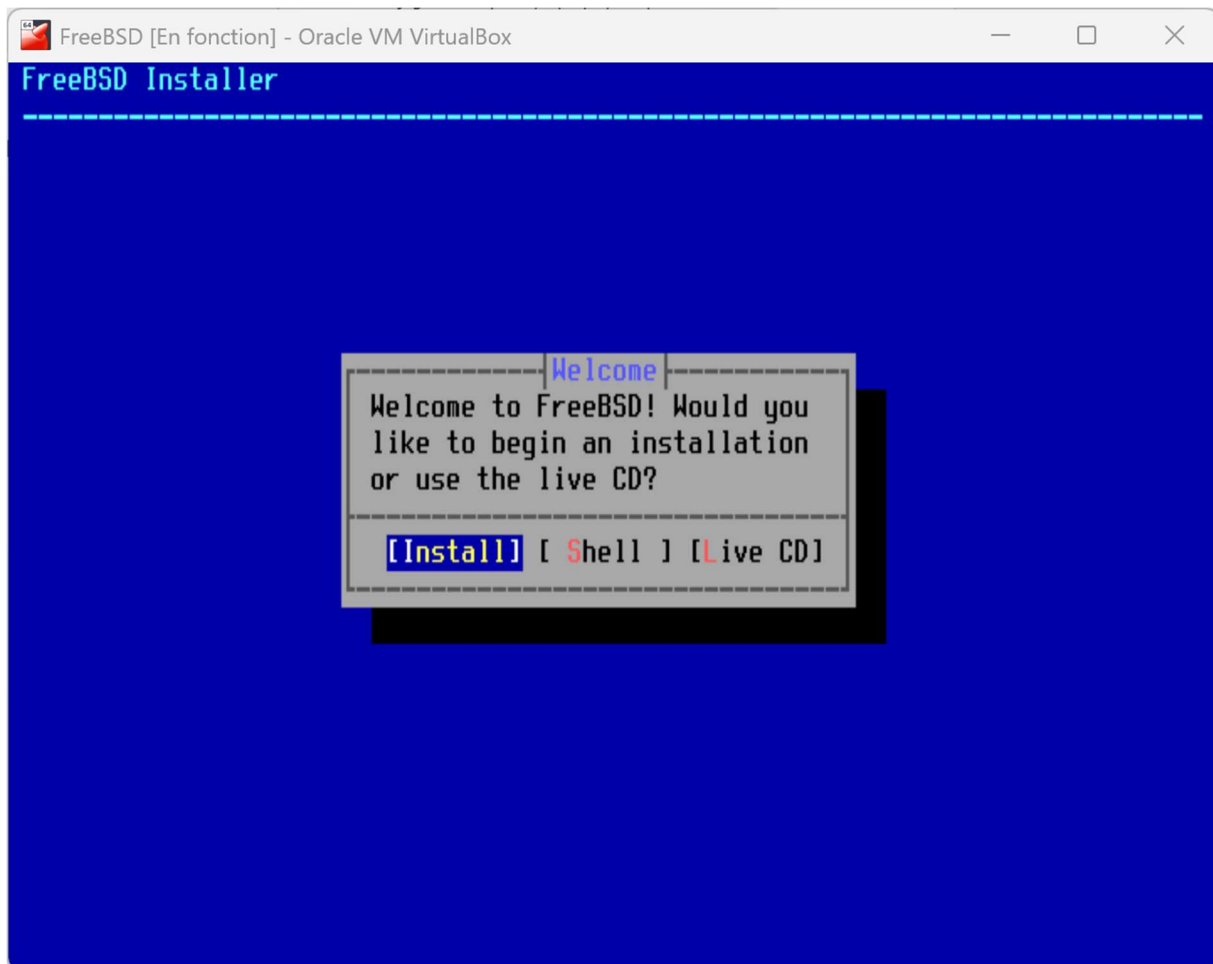 FreeBSD [En fonction] - Oracle VM VirtualBox
FreeBSD Installer
Welcome
Welcome to FreeBSD! Would you
like to begin an installation
or use the live CD?
[Install] [ Shell ] [Live CD]